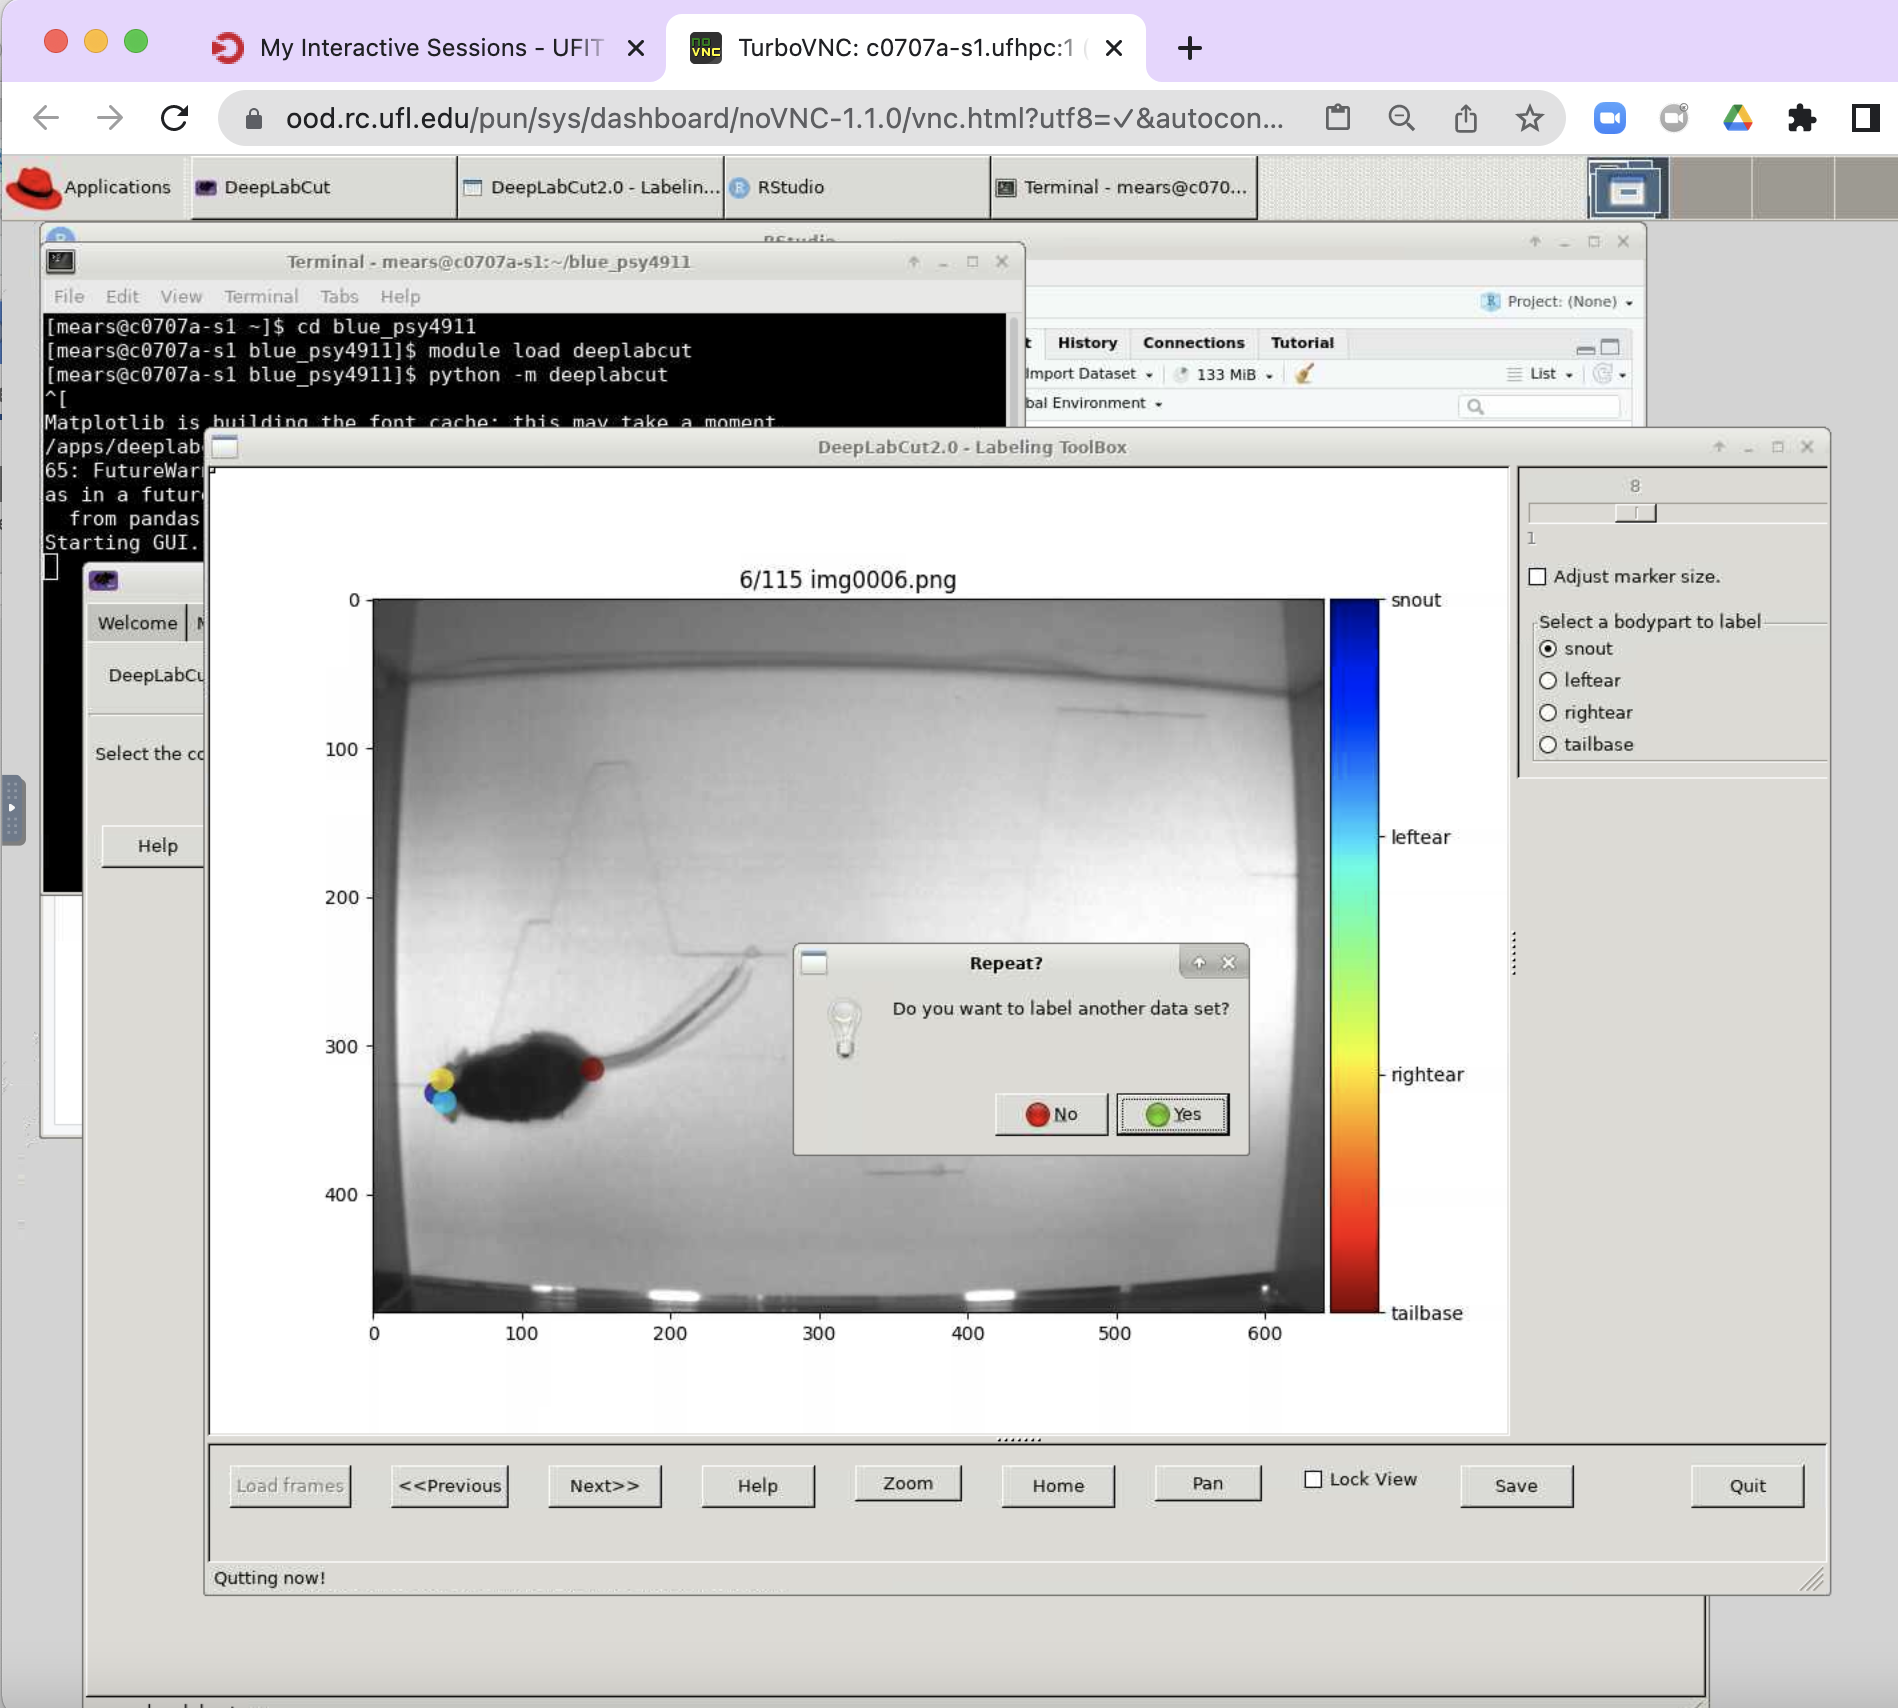 My Interactive Sessions - UFIT
TurboVNC: c0707a-s1.ufhpc:1 (
ood.rc.ufl.edu/pun/sys/dashboard/noVNC-1.1.0/vnc.html?utf8=✓&autocon...
Applications
DeepLabCut
DeepLabCut2.0 - Labelin...
RStudio
Terminal - mears@c070...
RStudio
Terminal - mears@c0707a-s1:~/blue_psy4911
File Edit View Terminal Tabs Help
Project: (None)
[mears@c0707a-s1 ~]$ cd blue_psy4911
[mears@c0707a-s1 blue_psy4911]$ module load deeplabcut
[mears@c0707a-s1 blue_psy4911]$ python -m deeplabcut
^[
Matplotlib is building the font cache; this may take a moment
/apps/deeplab
65: FutureWar
as in a futur
from pandas
Starting GUI.
t History Connections Tutorial
Import Dataset 133 MiB List
bal Environment
Welcome
DeepLabCu
Select the co
Help
DeepLabCut2.0 - Labeling ToolBox
6/115 img0006.png
0
100
200
300
400
0 100 200 300 400 500 600
snout
leftear
rightear
tailbase
8
1
Adjust marker size.
Select a bodypart to label
snout
leftear
rightear
tailbase
Repeat?
Do you want to label another data set?
No Yes
Load frames <<Previous Next>> Help Zoom Home Pan Lock View Save Quit
Qutting now!